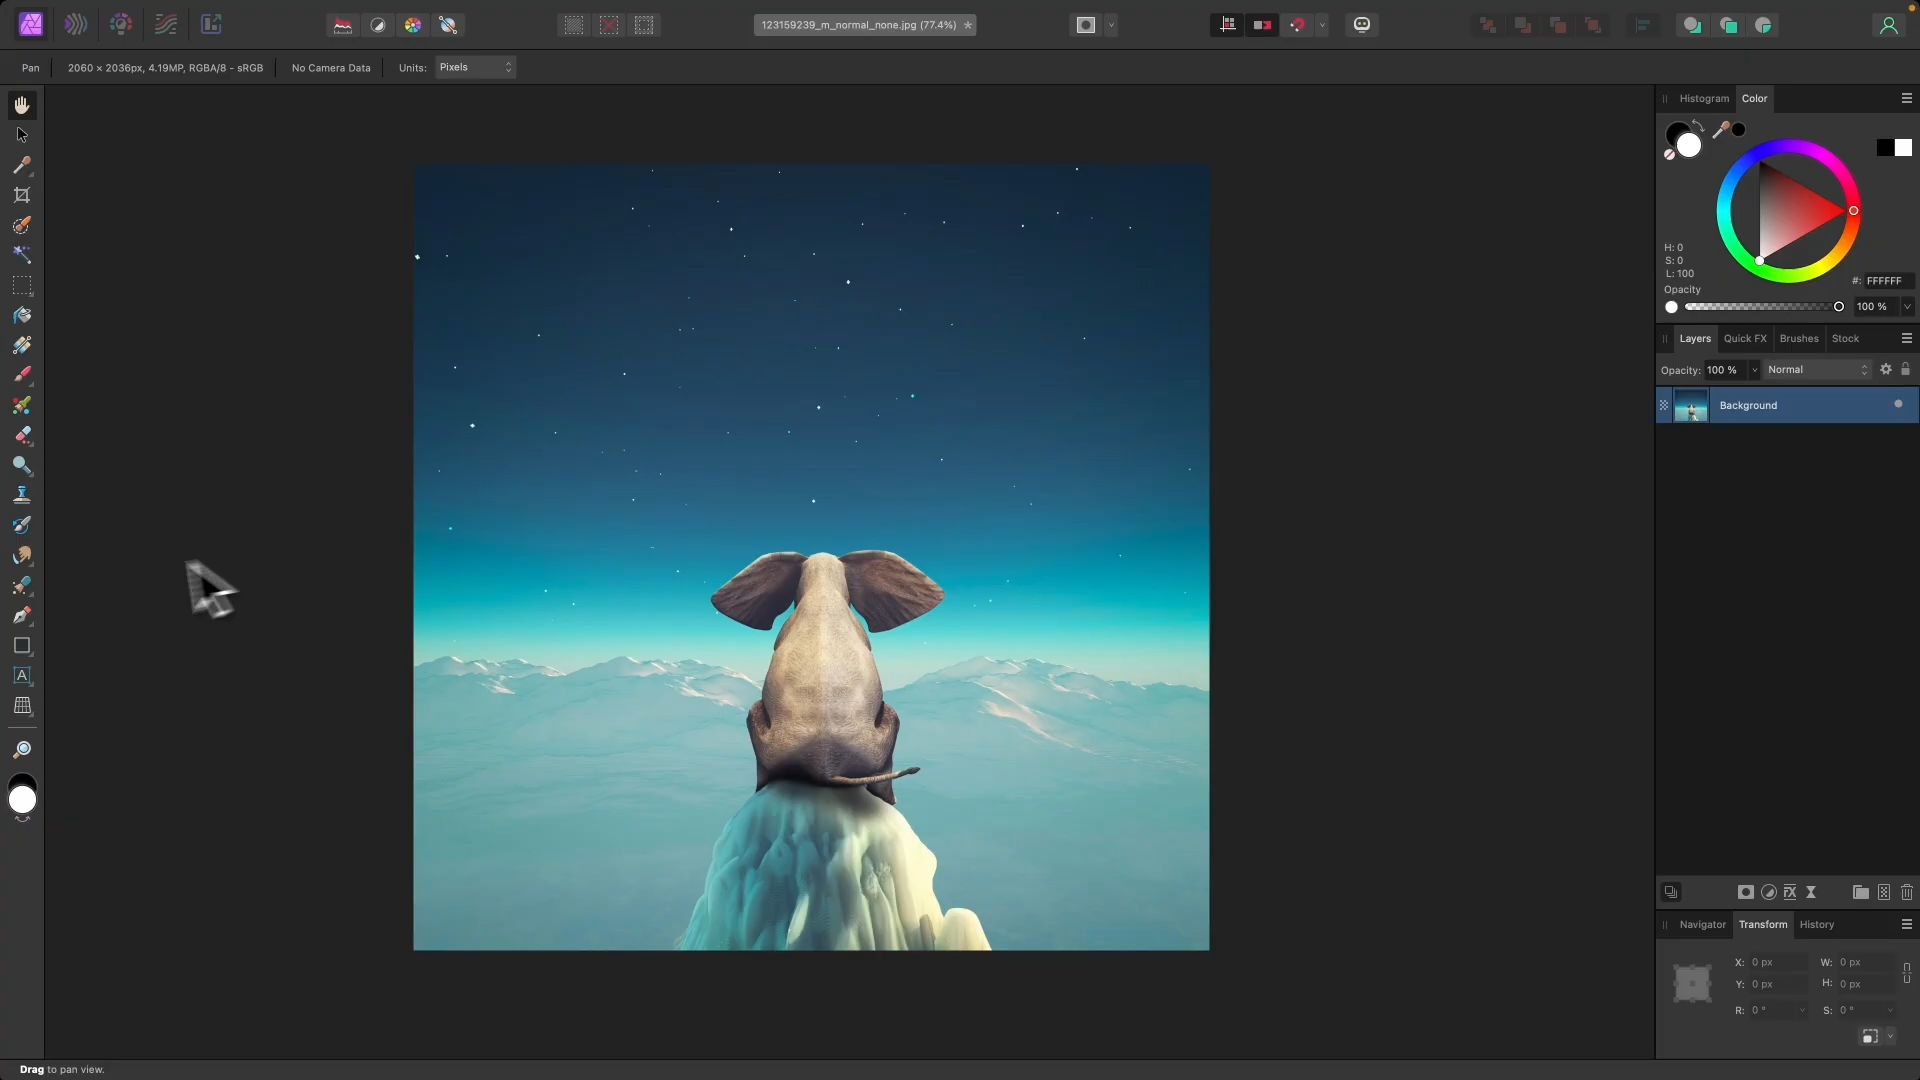 123159239_m_normal_none.jpg (77.4%)
Pan
2060 × 2036px, 4.19MP, RGBA/8 - sRGB
No Camera Data
Units:
Pixels
Histogram
Color
H: 0
S: 0
L: 100
#: FFFFFF
Opacity
100 %
Layers
Quick FX
Brushes
Stock
Opacity: 100 %
Normal
Background
Navigator
Transform
History
X: 0 px
W: 0 px
Y: 0 px
H: 0 px
R: 0 °
S: 0 °
Drag to pan view.